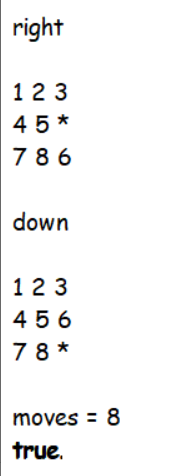 right
1 2 3
4 5 *
7 8 6
down
1 2 3
4 5 6
7 8 *
moves = 8
true.